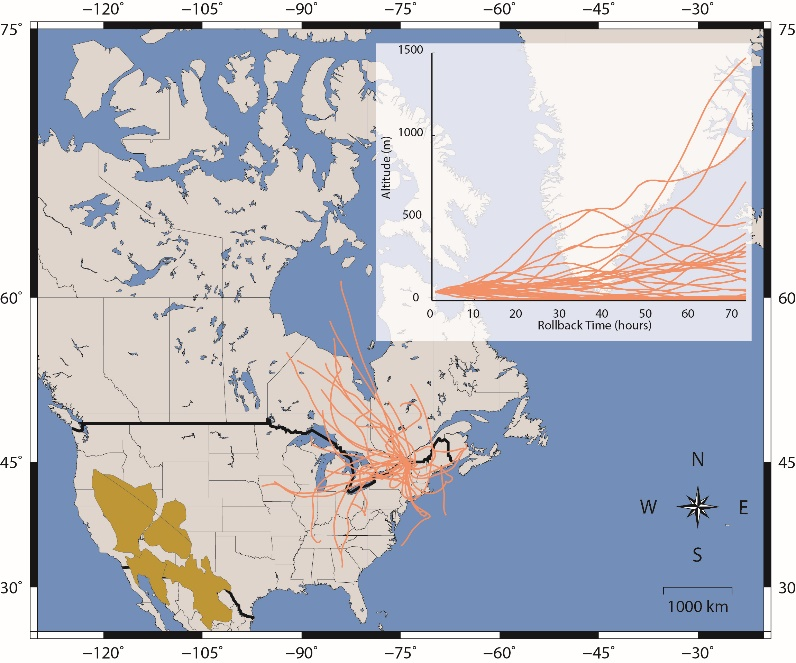 −120° −105° −90° −75° −60° −45° −30°
75° 75
1500
1000
500
0
Altitude (m)
0 10 20 30 40 50 60 70
Rollback Time (hours)
60° 60
45° 45
N
W E
S
30° 30
1000 km
−120° −105° −90° −75° −60° −45° −30°